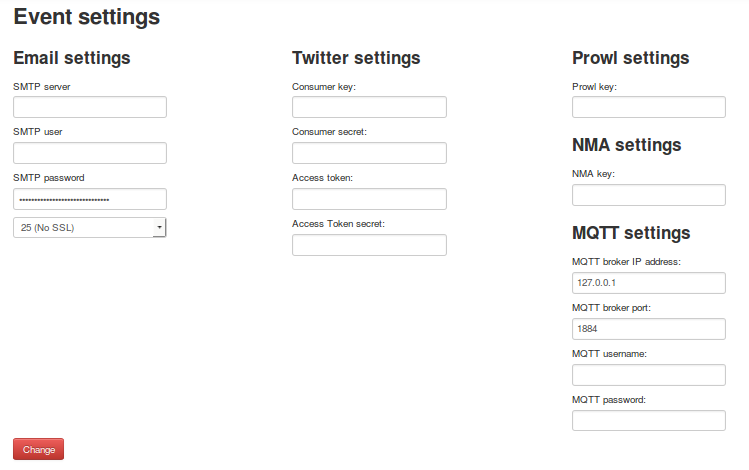 Event settings
Email settings
SMTP server
SMTP user
SMTP password
••••••••••••••••••••••••••••••
25 (No SSL)
Twitter settings
Consumer key:
Consumer secret:
Access token:
Access Token secret:
Prowl settings
Prowl key:
NMA settings
NMA key:
MQTT settings
MQTT broker IP address:
127.0.0.1
MQTT broker port:
1884
MQTT username:
MQTT password:
Change